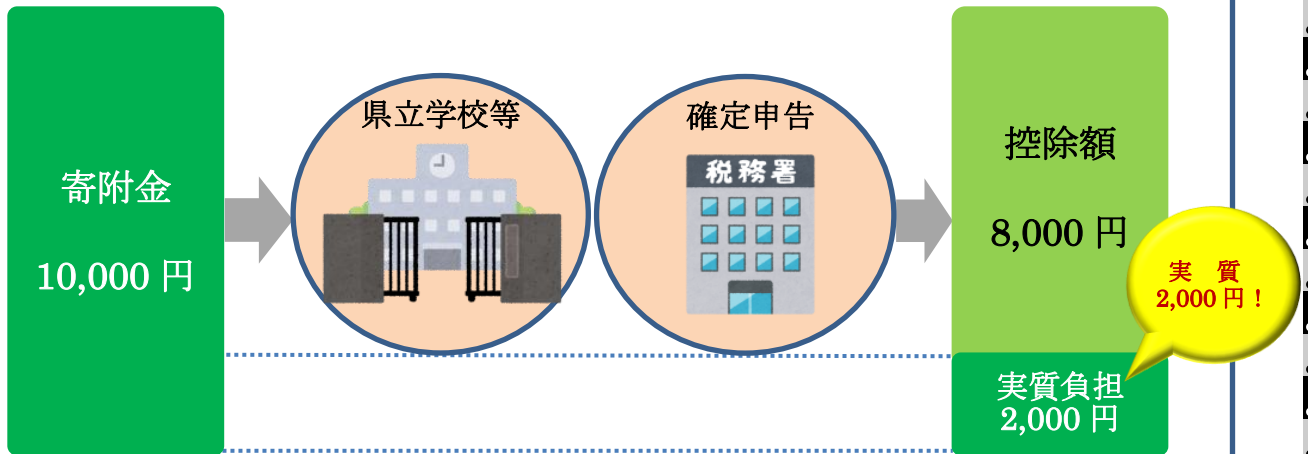 寄附金
10,000 円
県立学校等
確定申告
税務署
控除額
8,000 円
実 質
2,000 円！
実質負担
2,000 円